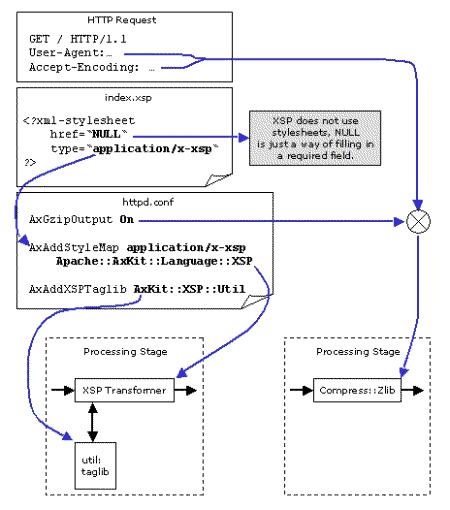 HTTP Request
GET / HTTP/1.1
User-Agent:…
Accept-Encoding: …
index.xsp
<?xml-stylesheet
href="NULL"
type="application/x-xsp"
?>
XSP does not use
stylesheets, NULL
is just a way of filling in
a required field.
httpd.conf
AxGzipOutput On
AxAddStyleMap application/x-xsp
Apache::AxKit::Language::XSP
AxAddXSPTaglib AxKit::XSP::Util
Processing Stage
XSP Transformer
util:
taglib
Processing Stage
Compress::Zlib